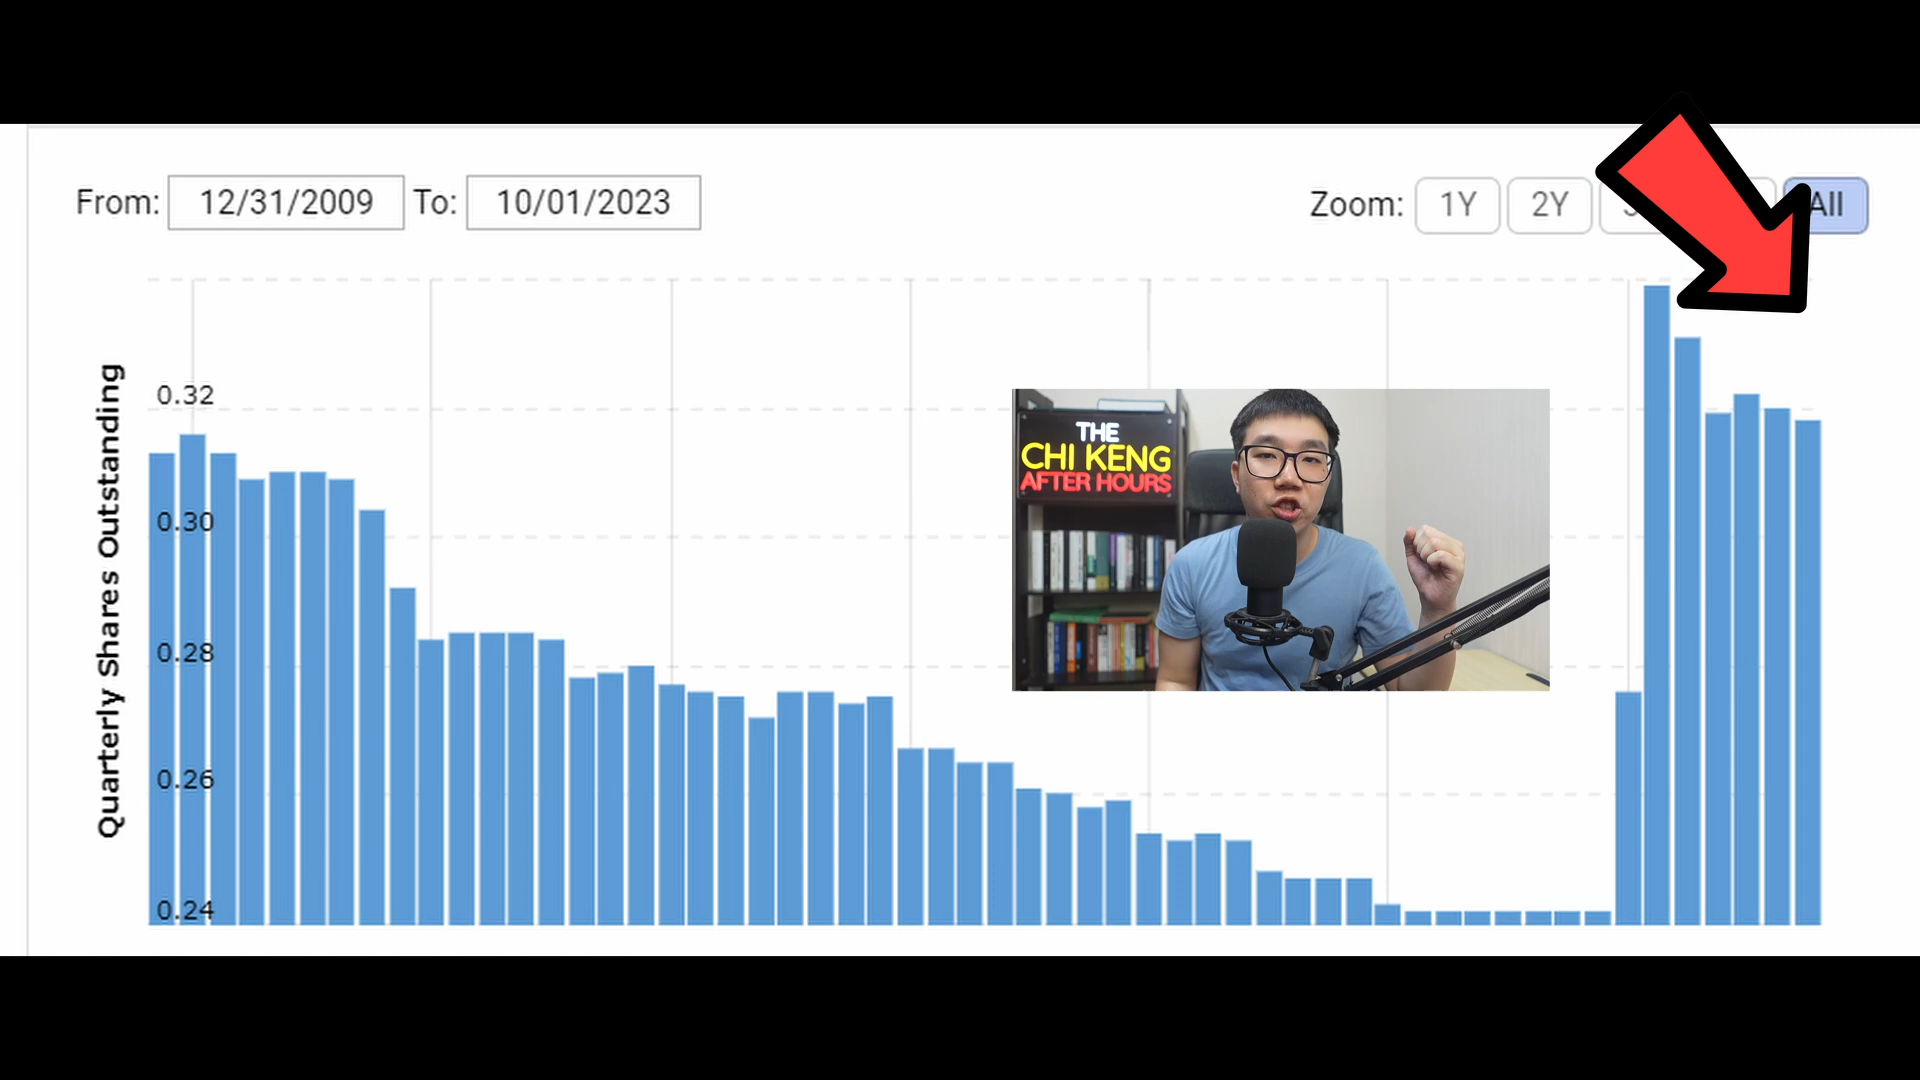 From: 12/31/2009 To: 10/01/2023
Zoom: 1Y 2Y All
Quarterly Shares Outstanding
0.32
0.30
0.28
0.26
0.24
THE
CHI KENG
AFTER HOURS